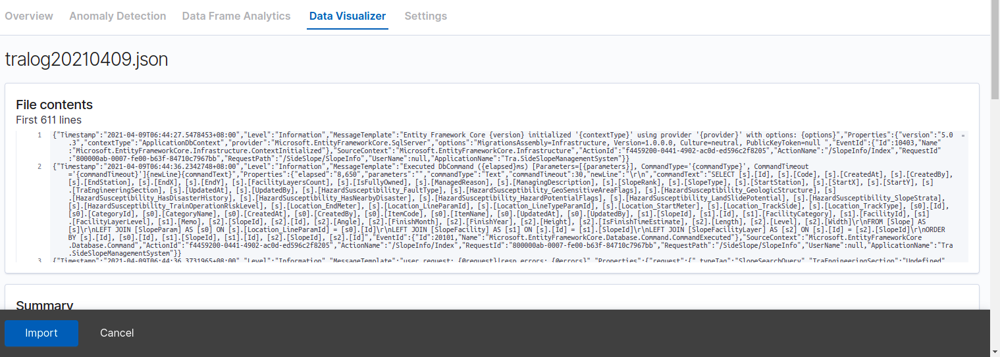 Overview Anomaly Detection Data Frame Analytics Data Visualizer Settings
tralog20210409.json
File contents
First 611 lines
1 {"Timestamp":"2021-04-09T06:44:27.5478453+08:00","Level":"Information","MessageTemplate":"Entity Framework Core {version} initialized '{contextType}' using provider '{provider}' with options: {options}","Properties":{"version":"5.0
.3","contextType":"ApplicationDbContext","provider":"Microsoft.EntityFrameworkCore.SqlServer","options":"MigrationsAssembly=Infrastructure, Version=1.0.0.0, Culture=neutral, PublicKeyToken=null ","EventId":{"Id":10403,"Name"
:"Microsoft.EntityFrameworkCore.Infrastructure.ContextInitialized"},"SourceContext":"Microsoft.EntityFrameworkCore.Infrastructure","ActionId":"f4459200-0441-4902-ac0d-ed596c2f8205","ActionName":"/SlopeInfo/Index","RequestId"
:"800000ab-0007-fe00-b63f-84710c7967bb","RequestPath":"/SideSlope/SlopeInfo","UserName":null,"ApplicationName":"Tra.SideSlopeManagementSystem"}}
2 {"Timestamp":"2021-04-09T06:44:36.2342748+08:00","Level":"Information","MessageTemplate":"Executed DbCommand ({elapsed}ms) [Parameters=[{parameters}], CommandType='{commandType}', CommandTimeout
='{commandTimeout}']{newLine}{commandText}","Properties":{"elapsed":"8,650","parameters":"","commandType":"Text","commandTimeout":30,"newLine":"\r\n","commandText":"SELECT [s].[Id], [s].[Code], [s].[CreatedAt], [s].[CreatedBy],
[s].[EndStation], [s].[EndX], [s].[EndY], [s].[FacilityLayersCount], [s].[IsFullyOwned], [s].[ManagedReason], [s].[ManagingDescription], [s].[SlopeRank], [s].[SlopeType], [s].[StartStation], [s].[StartX], [s].[StartY], [s]
.[TraEngineeringSection], [s].[UpdatedAt], [s].[UpdatedBy], [s].[HazardSusceptibility_FaultType], [s].[HazardSusceptibility_GeoSensitiveAreaFlags], [s].[HazardSusceptibility_GeologicStructure], [s]
.[HazardSusceptibility_HasDisasterHistory], [s].[HazardSusceptibility_HasNearbyDisaster], [s].[HazardSusceptibility_HazardPotentialFlags], [s].[HazardSusceptibility_LandSlidePotential], [s].[HazardSusceptibility_SlopeStrata],
[s].[HazardSusceptibility_TrainOperationRiskLevel], [s].[Location_EndMeter], [s].[Location_LineParamId], [s].[Location_LineTypeParamId], [s].[Location_StartMeter], [s].[Location_TrackSide], [s].[Location_TrackType], [s0].[Id],
[s0].[CategoryId], [s0].[CategoryName], [s0].[CreatedAt], [s0].[CreatedBy], [s0].[ItemCode], [s0].[ItemName], [s0].[UpdatedAt], [s0].[UpdatedBy], [s1].[SlopeId], [s1].[Id], [s1].[FacilityCategory], [s1].[FacilityId], [s1]
.[FacilityLayerLevel], [s1].[Memo], [s2].[SlopeId], [s2].[Id], [s2].[Angle], [s2].[FinishMonth], [s2].[FinishYear], [s2].[Height], [s2].[IsFinishTimeEstimate], [s2].[Length], [s2].[Level], [s2].[Width]\r\nFROM [Slope] AS
[s]\r\nLEFT JOIN [SlopeParam] AS [s0] ON [s].[Location_LineParamId] = [s0].[Id]\r\nLEFT JOIN [SlopeFacility] AS [s1] ON [s].[Id] = [s1].[SlopeId]\r\nLEFT JOIN [SlopeFacilityLayer] AS [s2] ON [s].[Id] = [s2].[SlopeId]\r\nORDER
BY [s].[Id], [s0].[Id], [s1].[SlopeId], [s1].[Id], [s2].[SlopeId], [s2].[Id]","EventId":{"Id":20101,"Name":"Microsoft.EntityFrameworkCore.Database.Command.CommandExecuted"},"SourceContext":"Microsoft.EntityFrameworkCore
.Database.Command","ActionId":"f4459200-0441-4902-ac0d-ed596c2f8205","ActionName":"/SlopeInfo/Index","RequestId":"800000ab-0007-fe00-b63f-84710c7967bb","RequestPath":"/SideSlope/SlopeInfo","UserName":null,"ApplicationName":"Tra
.SideSlopeManagementSystem"}}
3 {"Timestamp":"2021-04-09T06:44:36.3731965+08:00","Level":"Information","MessageTemplate":"user request: {@request}|resp errors: {@errors}","Properties":{"request":{"_typeTag":"SlopeSearchQuery","TraEngineeringSection":"Undefined"
Summary
Import Cancel